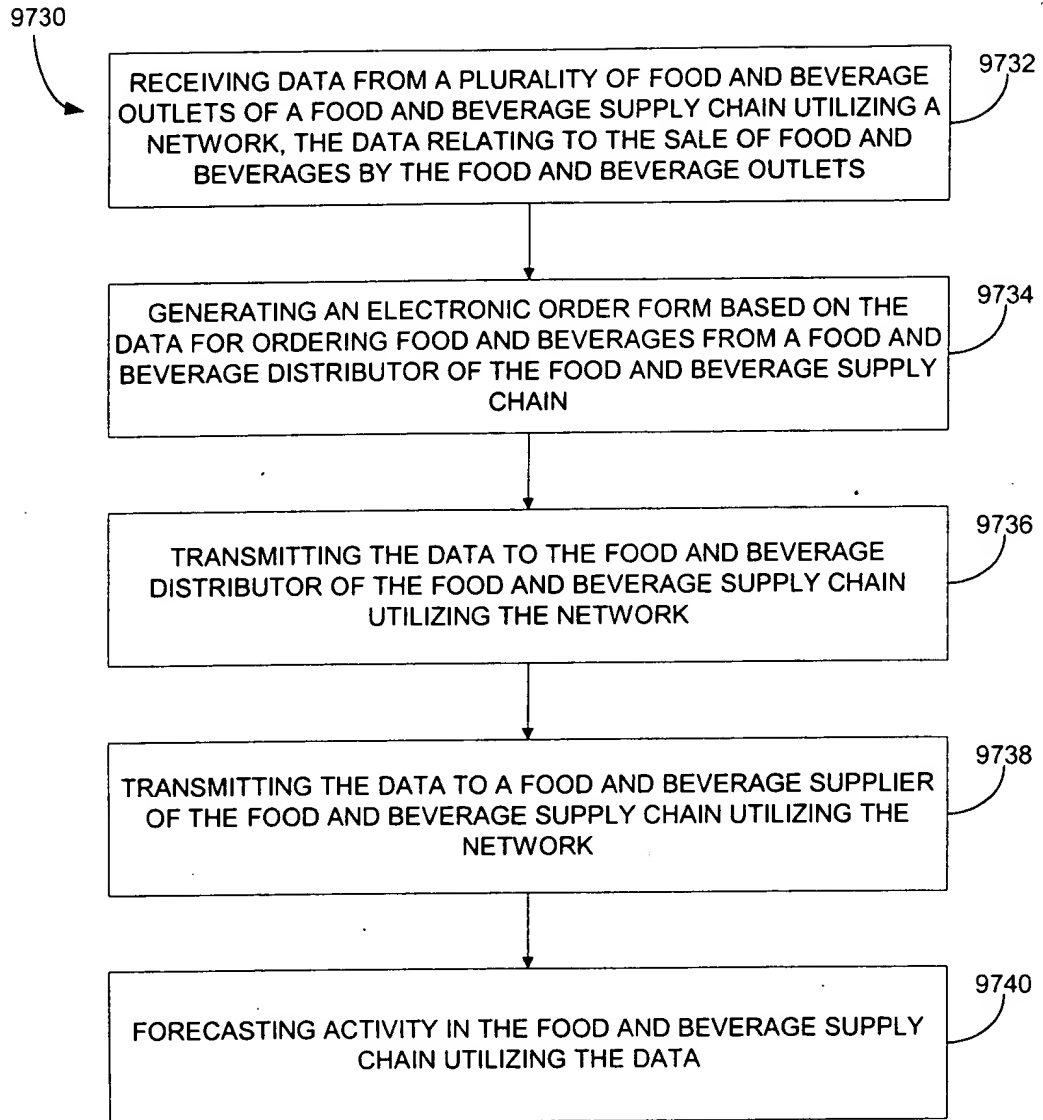 9730
RECEIVING DATA FROM A PLURALITY OF FOOD AND BEVERAGE
OUTLETS OF A FOOD AND BEVERAGE SUPPLY CHAIN UTILIZING A
NETWORK, THE DATA RELATING TO THE SALE OF FOOD AND
BEVERAGES BY THE FOOD AND BEVERAGE OUTLETS
9732
GENERATING AN ELECTRONIC ORDER FORM BASED ON THE
DATA FOR ORDERING FOOD AND BEVERAGES FROM A FOOD AND
BEVERAGE DISTRIBUTOR OF THE FOOD AND BEVERAGE SUPPLY
CHAIN
9734
TRANSMITTING THE DATA TO THE FOOD AND BEVERAGE
DISTRIBUTOR OF THE FOOD AND BEVERAGE SUPPLY CHAIN
UTILIZING THE NETWORK
9736
TRANSMITTING THE DATA TO A FOOD AND BEVERAGE SUPPLIER
OF THE FOOD AND BEVERAGE SUPPLY CHAIN UTILIZING THE
NETWORK
9738
FORECASTING ACTIVITY IN THE FOOD AND BEVERAGE SUPPLY
CHAIN UTILIZING THE DATA
9740